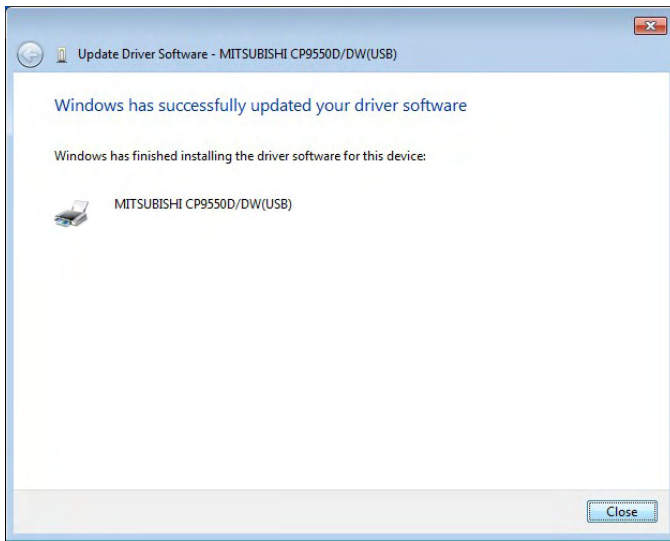 Update Driver Software - MITSUBISHI CP9550D/DW(USB)
Windows has successfully updated your driver software
Windows has finished installing the driver software for this device:
MITSUBISHI CP9550D/DW(USB)
Close